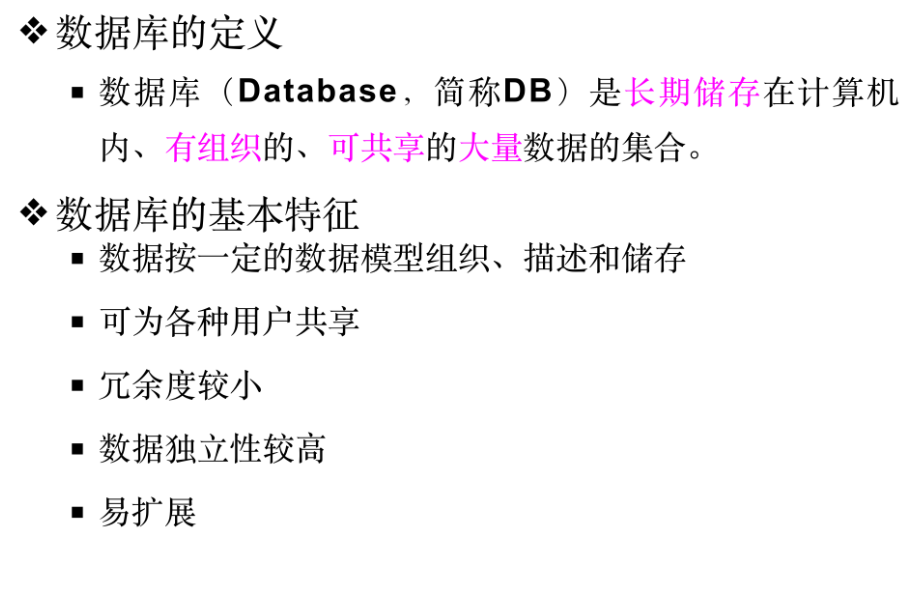 ❖数据库的定义
▪ 数据库（Database，简称DB）是长期储存在计算机
内、有组织的、可共享的大量数据的集合。
❖数据库的基本特征
▪ 数据按一定的数据模型组织、描述和储存
▪ 可为各种用户共享
▪ 冗余度较小
▪ 数据独立性较高
▪ 易扩展